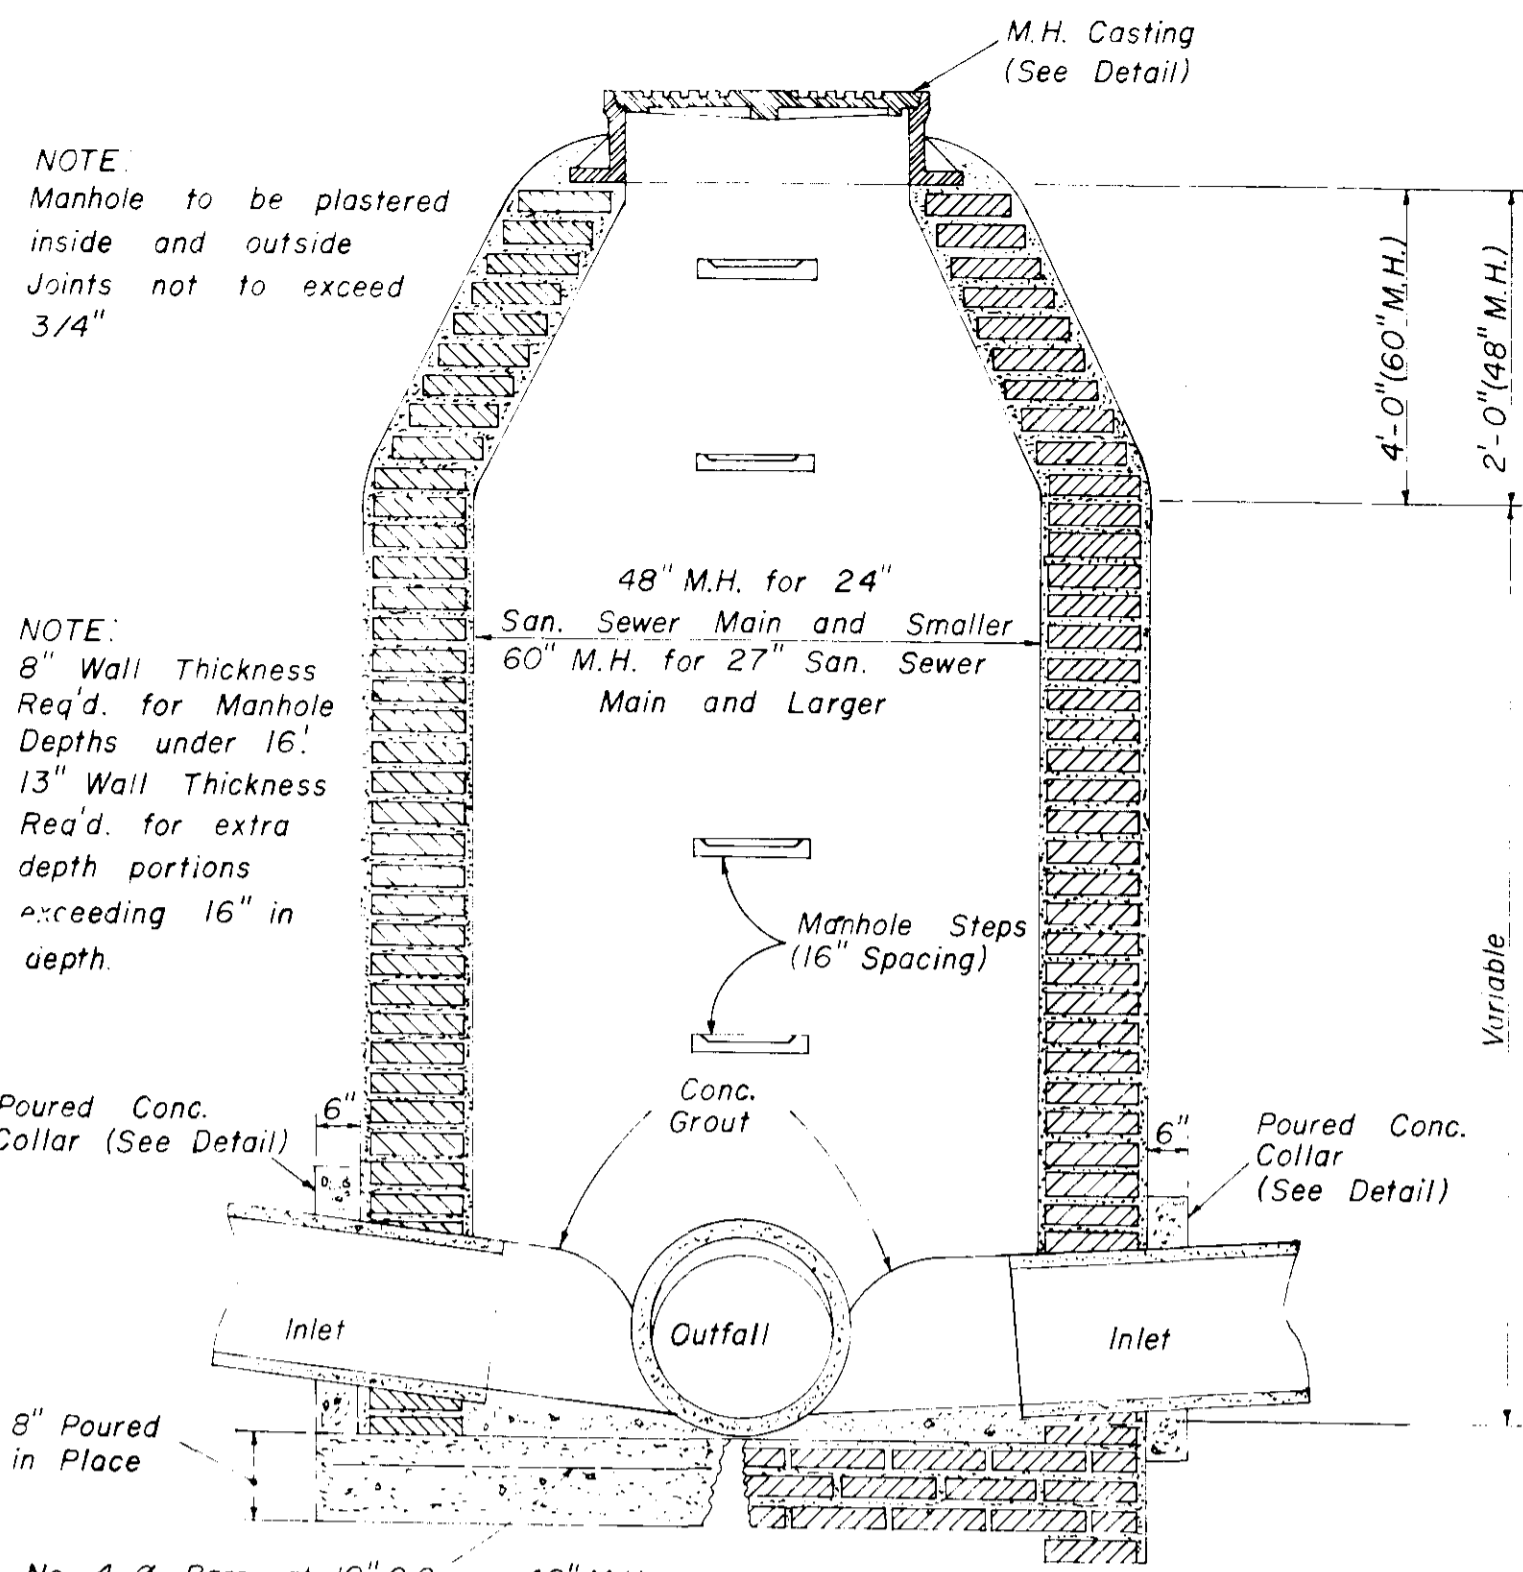 M.H. Casting
(See Detail)
NOTE:
Manhole to be plastered
inside and outside
Joints not to exceed
3/4"
4'-0"(60"M.H.)
2'-0"(48"M.H.)
48" M.H. for 24"
San. Sewer Main and Smaller
60" M.H. for 27" San. Sewer
Main and Larger
NOTE:
8" Wall Thickness
Req'd. for Manhole
Depths under 16'.
13" Wall Thickness
Req'd. for extra
depth portions
exceeding 16" in
depth.
Manhole Steps
(16" Spacing)
Variable
Conc.
Grout
Poured Conc.
Collar (See Detail)
6"
6"
Poured Conc.
Collar
(See Detail)
Inlet
Outfall
Inlet
8" Poured
in Place